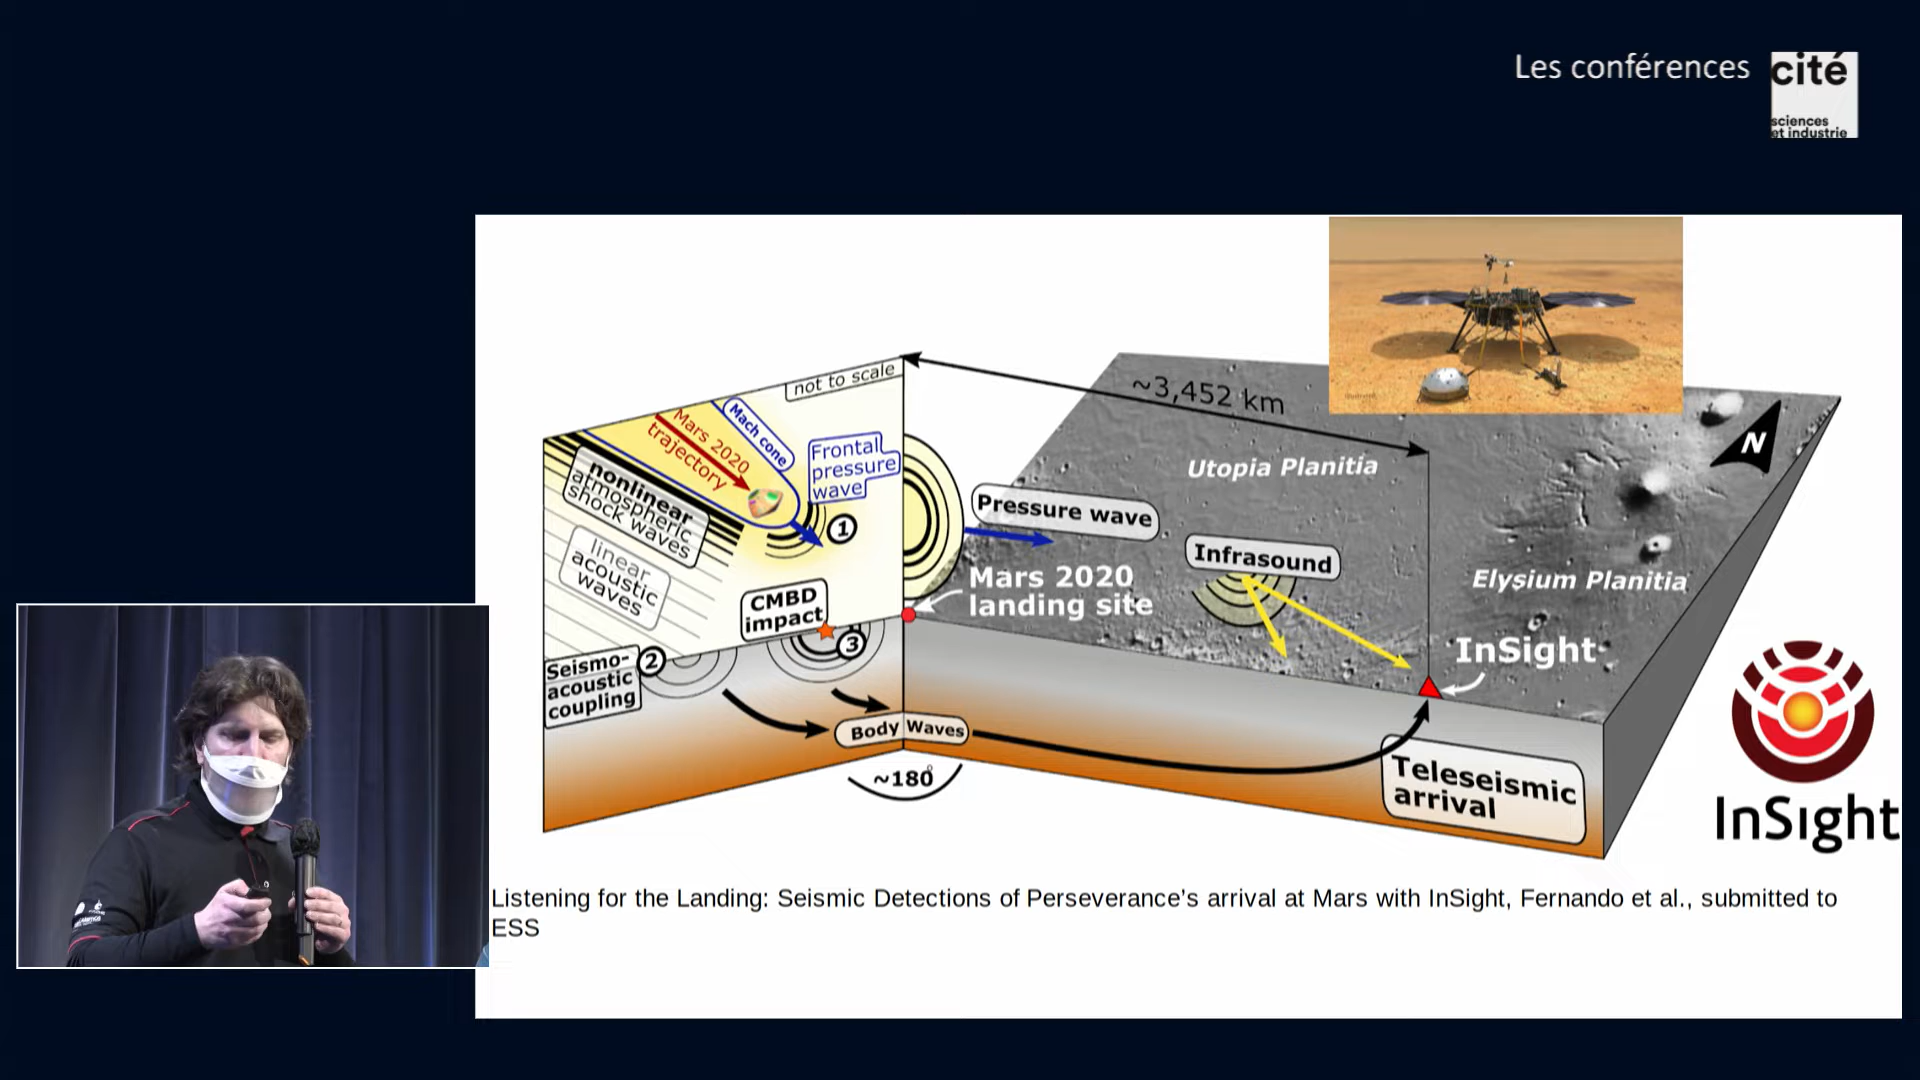 Les conférences
cité
sciences
et industrie
not to scale
~3,452 km
N
Mach cone
Mars 2020
trajectory
Frontal
pressure
wave
Utopia Planitia
nonlinear
atmospheric
shock waves
1
Pressure wave
linear
acoustic
waves
Infrasound
Mars 2020
landing site
Elysium Planitia
CMBD
impact
3
InSight
Seismo-
acoustic
coupling
2
Body Waves
~180°
Teleseismic
arrival
InSight
Listening for the Landing: Seismic Detections of Perseverance's arrival at Mars with InSight, Fernando et al., submitted to
ESS